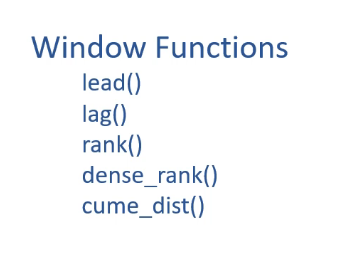 Window Functions
lead()
lag()
rank()
dense_rank()
cume_dist()